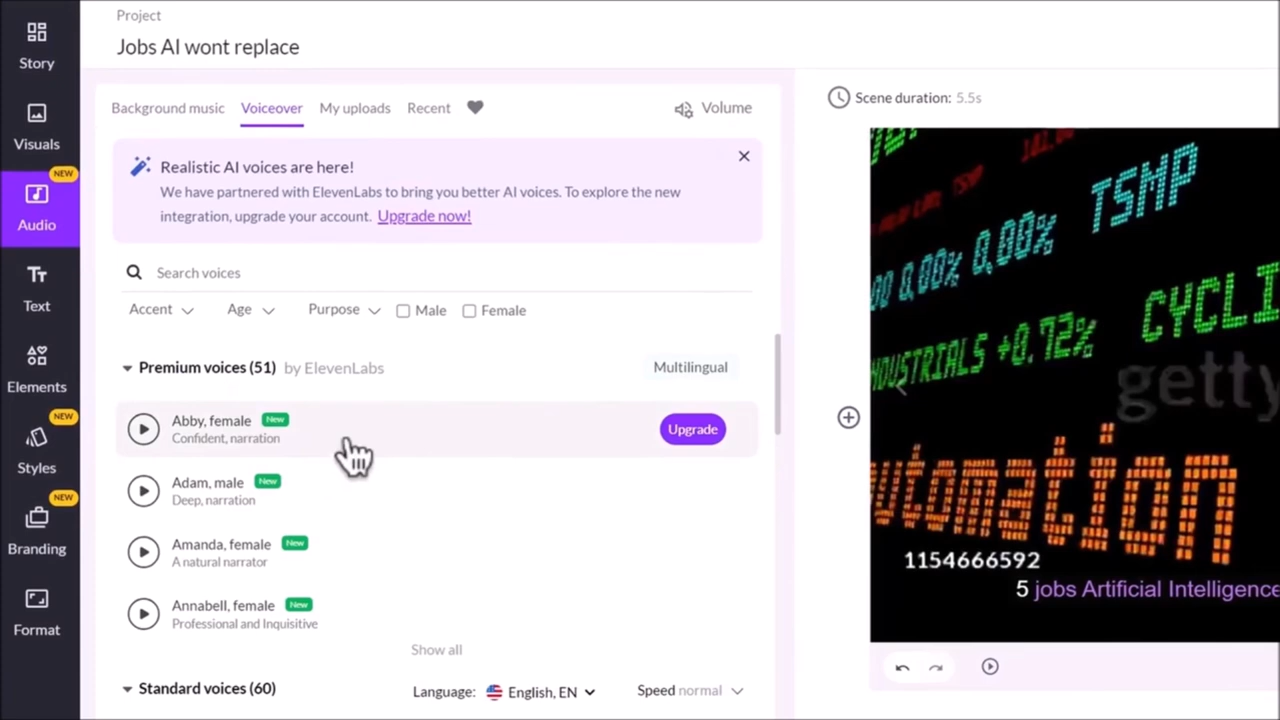 Project
Jobs AI wont replace
Story
Visuals
NEW
Audio
Text
Elements
NEW
Styles
NEW
Branding
Format
Background music Voiceover My uploads Recent Volume
Realistic AI voices are here!
We have partnered with ElevenLabs to bring you better AI voices. To explore the new
integration, upgrade your account. Upgrade now!
Search voices
Accent Age Purpose Male Female
Premium voices (51) by ElevenLabs Multilingual
Abby, female New
Confident, narration
Upgrade
Adam, male New
Deep, narration
Amanda, female New
A natural narrator
Annabell, female New
Professional and Inquisitive
Show all
Standard voices (60) Language: English, EN Speed normal
Scene duration: 5.5s
TSMP
0,00% 0,00%
CYCLI
NDUSTRIALS +0.72%
getty
utomation
1154666592
5 jobs Artificial Intelligence